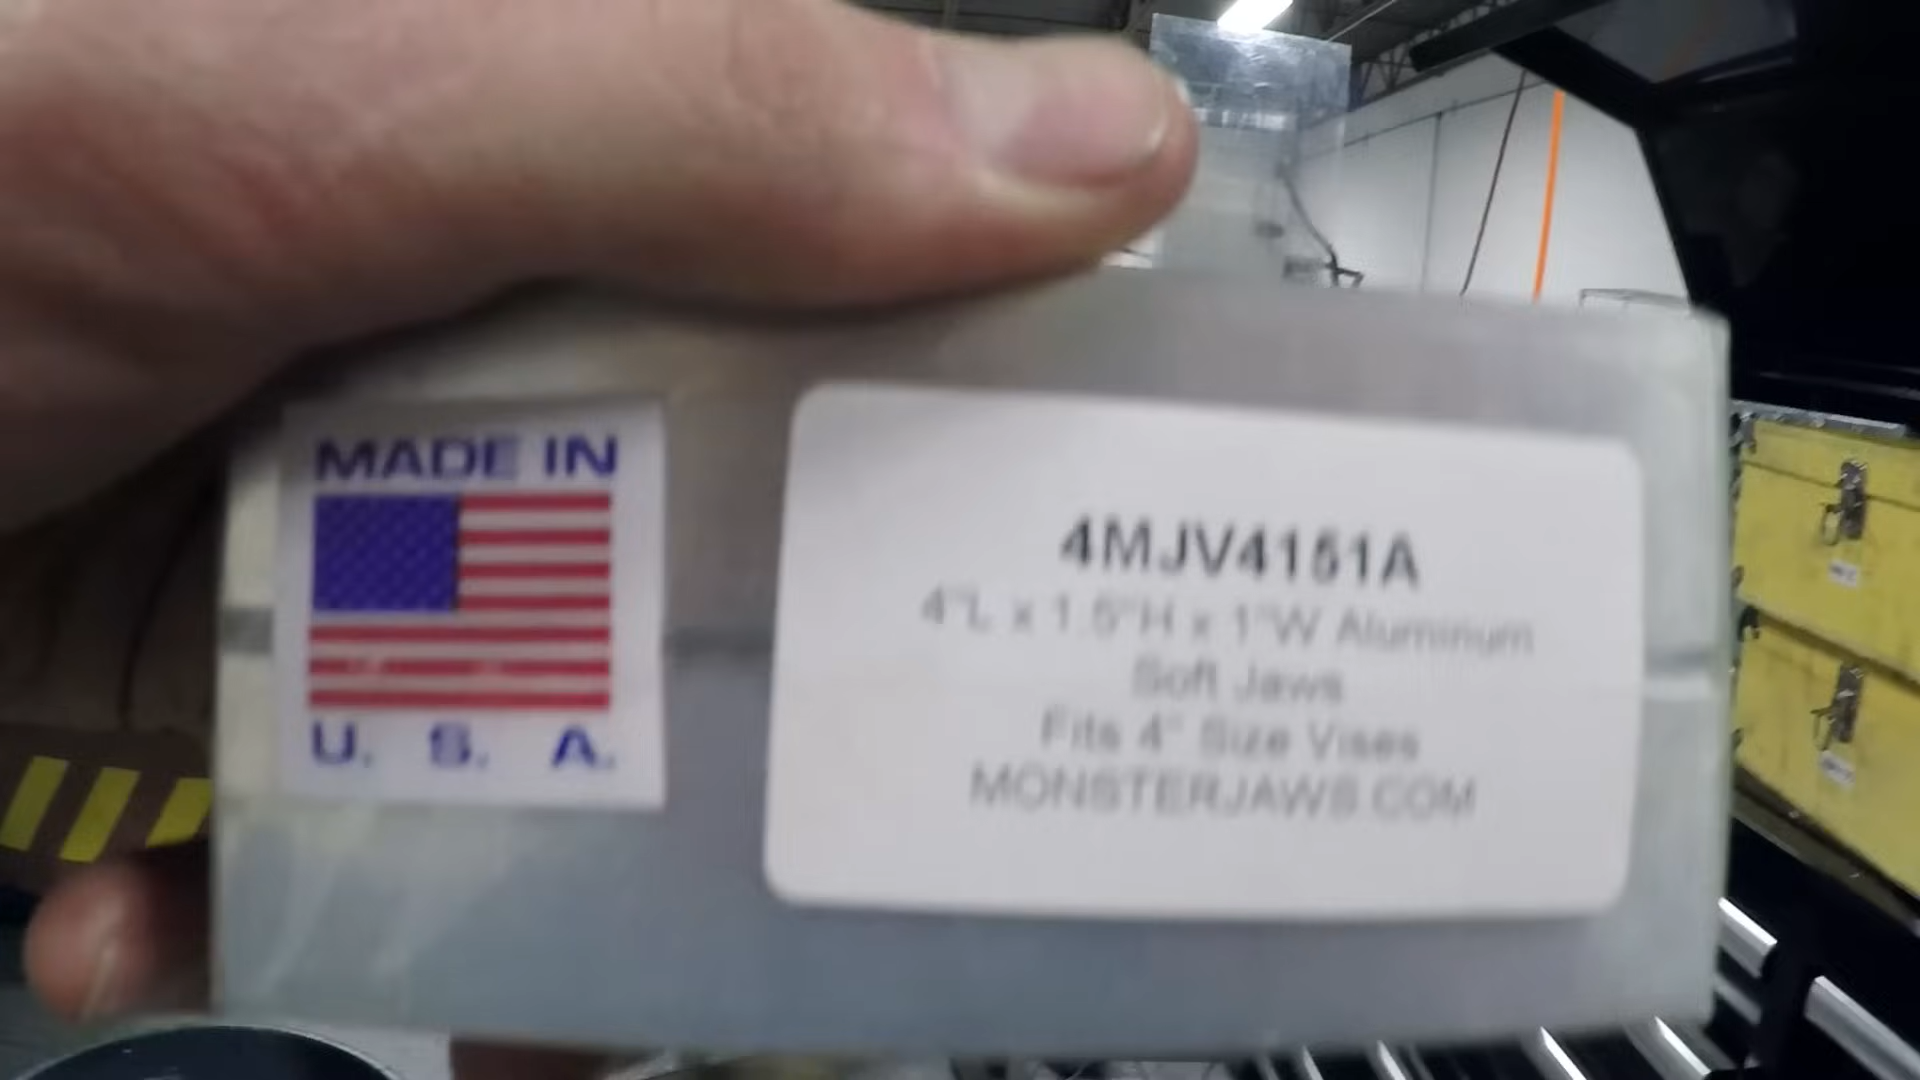 MADE IN
U. S. A.
4MJV4151A
4"L x 1.5"H x 1"W Aluminum
Soft Jaws
Fits 4" Size Vises
MONSTERJAWS.COM